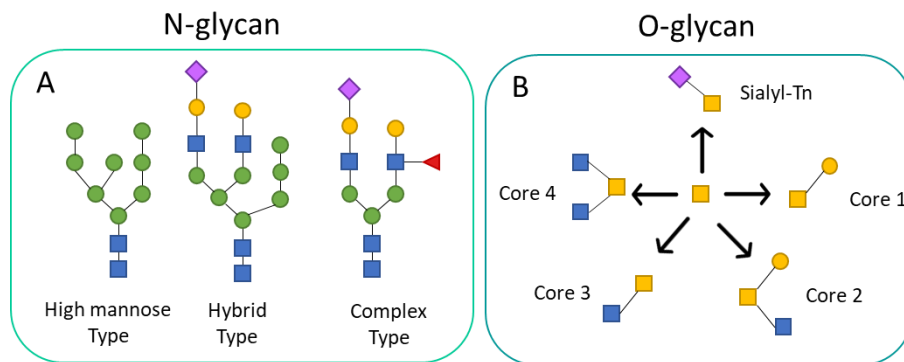 N-glycan
O-glycan
A
High mannose
Type
Hybrid
Type
Complex
Type
B
Sialyl-Tn
Core 4
Core 1
Core 3
Core 2